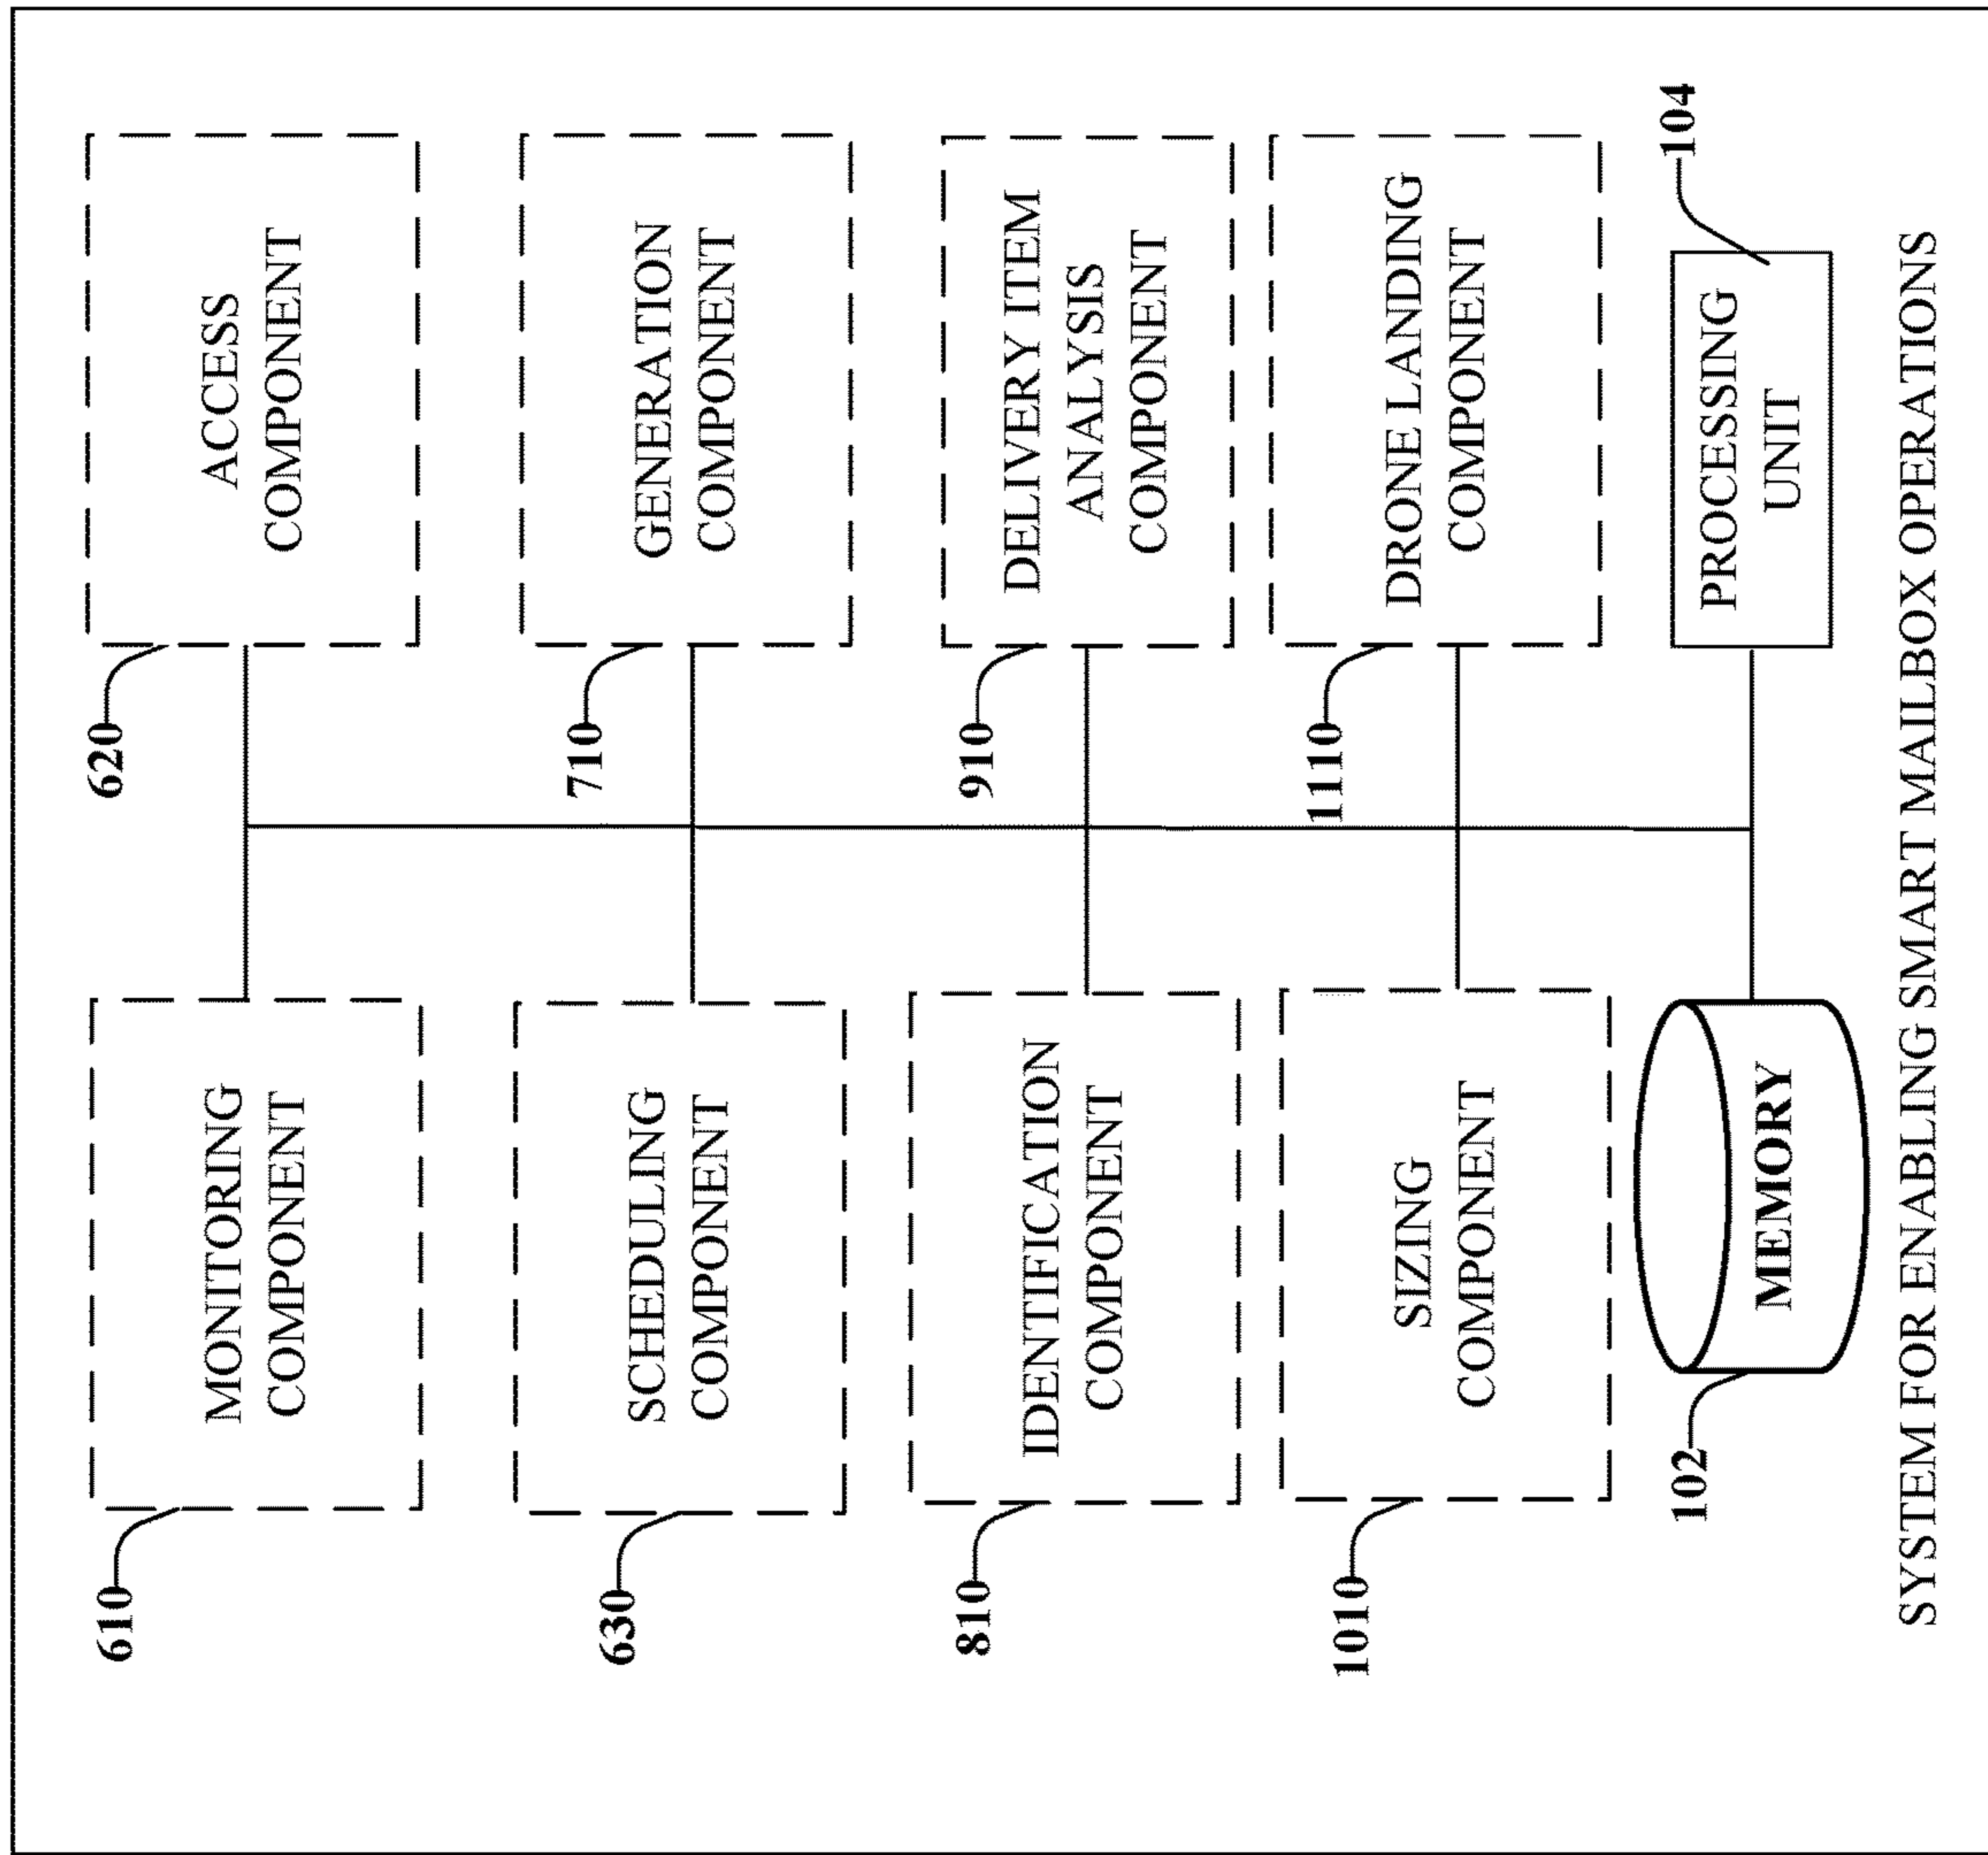 610
MONITORING
COMPONENT
620
ACCESS
COMPONENT
630
SCHEDULING
COMPONENT
710
GENERATION
COMPONENT
810
IDENTIFICATION
COMPONENT
910
DELIVERY ITEM
ANALYSIS
COMPONENT
1010
SIZING
COMPONENT
1110
DRONE LANDING
COMPONENT
102
MEMORY
104
PROCESSING
UNIT
SYSTEM FOR ENABLING SMART MAILBOX OPERATIONS